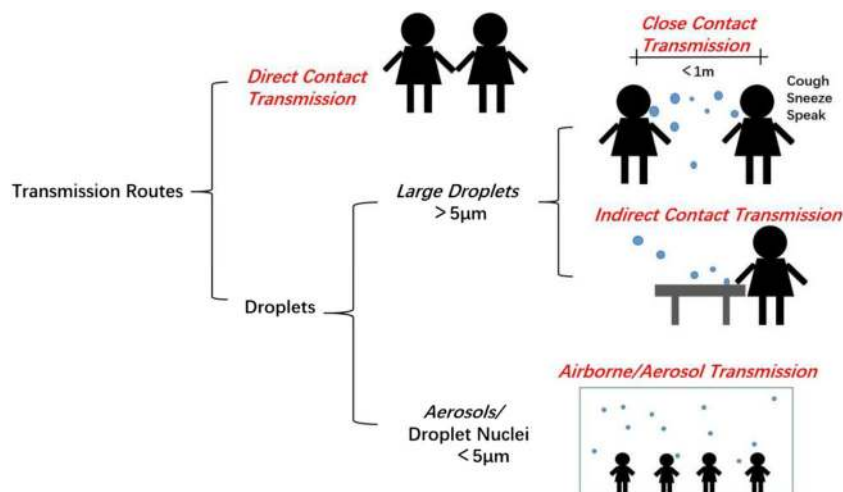 Close Contact
Transmission
<1m
Cough
Sneeze
Speak
Direct Contact
Transmission
Transmission Routes
Large Droplets
>5μm
Indirect Contact Transmission
Droplets
Airborne/Aerosol Transmission
Aerosols/
Droplet Nuclei
<5μm